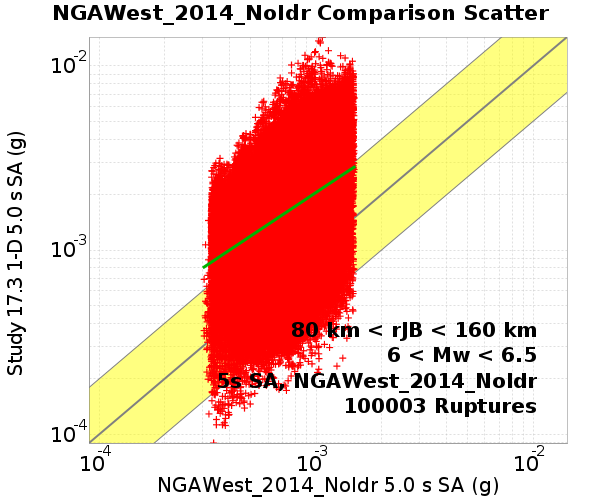 NGAWest_2014_NoIdr Comparison Scatter
Study 17.3 1-D 5.0 s SA (g)
10-2
10-3
10-4
80 km < rJB < 160 km
6 < Mw < 6.5
5s SA, NGAWest_2014_NoIdr
100003 Ruptures
10-4 10-3 10-2
NGAWest_2014_NoIdr 5.0 s SA (g)